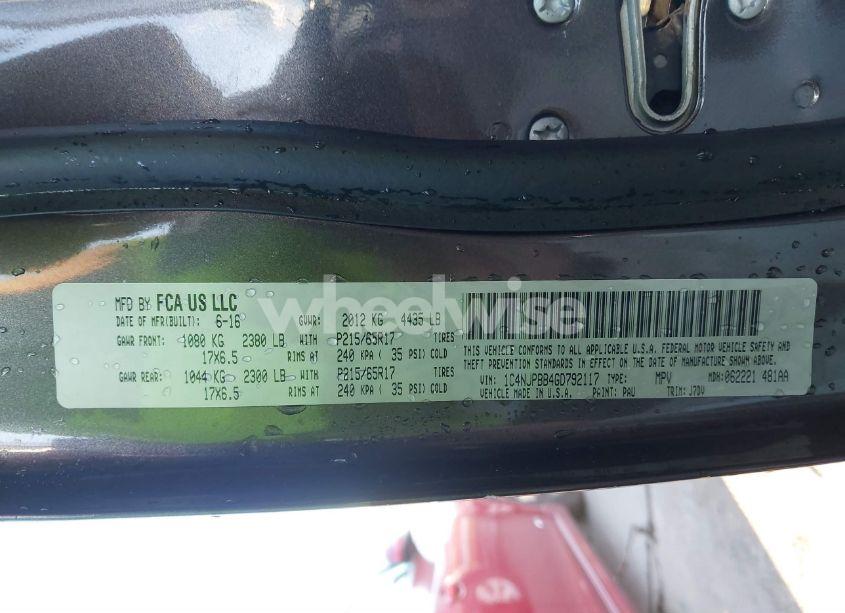 MFD BY FCA US LLC
DATE OF MFR(BUILT): 6-16 GVWR: 2012 KG 4435 LB
GAWR FRONT: 1080 KG 2380 LB WITH P215/65R17 TIRES
17X6.5 RIMS AT 240 KPA ( 35 PSI) COLD
GAWR REAR: 1044 KG 2300 LB WITH P215/65R17 TIRES
17X6.5 RIMS AT 240 KPA ( 35 PSI) COLD
THIS VEHICLE CONFORMS TO ALL APPLICABLE U.S.A. FEDERAL MOTOR VEHICLE SAFETY AND
THEFT PREVENTION STANDARDS IN EFFECT ON THE DATE OF MANUFACTURE SHOWN ABOVE.
VIN: 1C4NJPBB4GD792117 TYPE: MPV MDH: 062221 481AA
VEHICLE MADE IN U.S.A. PAINT: PAU TRIM: J7DV
wheelwise